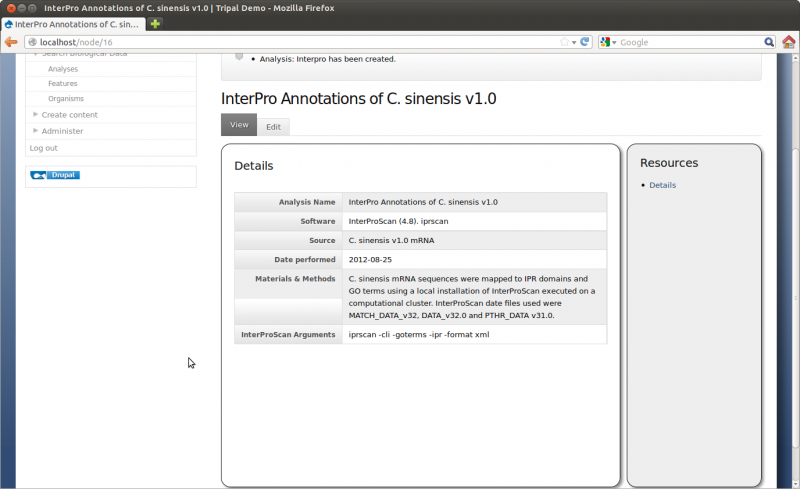 InterPro Annotations of C. sinensis v1.0 | Tripal Demo - Mozilla Firefox
InterPro Annotations of C. sin...
localhost/node/16
Google
Search Biological Data
Analyses
Features
Organisms
Create content
Administer
Log out
Drupal
Analysis: Interpro has been created.
InterPro Annotations of C. sinensis v1.0
View
Edit
Details
Analysis Name
InterPro Annotations of C. sinensis v1.0
Software
InterProScan (4.8). iprscan
Source
C. sinensis v1.0 mRNA
Date performed
2012-08-25
Materials & Methods
C. sinensis mRNA sequences were mapped to IPR domains and
GO terms using a local installation of InterProScan executed on a
computational cluster. InterProScan date files used were
MATCH_DATA_v32, DATA_v32.0 and PTHR_DATA v31.0.
InterProScan Arguments
iprscan -cli -goterms -ipr -format xml
Resources
Details